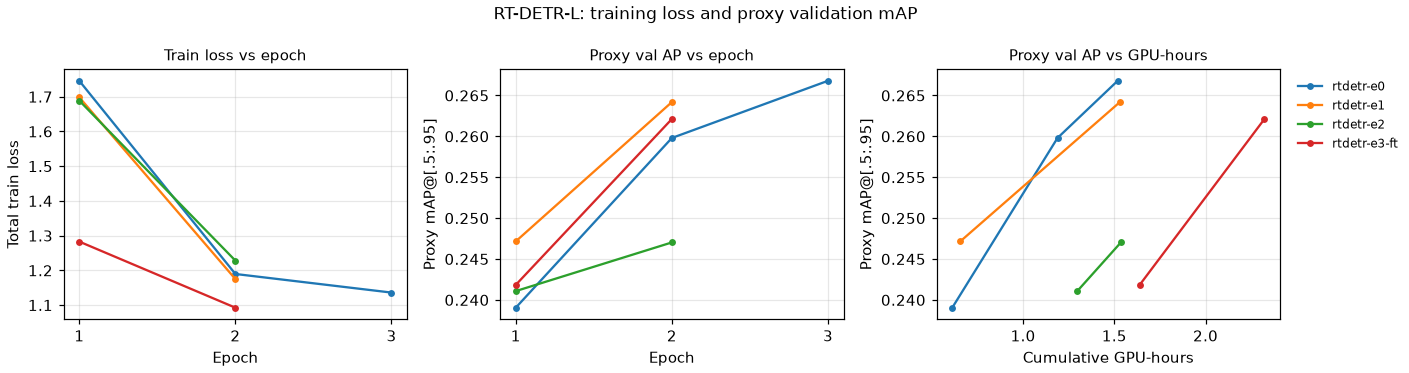 RT-DETR-L: training loss and proxy validation mAP
Train loss vs epoch
Total train loss
1.7
1.6
1.5
1.4
1.3
1.2
1.1
1 2 3
Epoch
Proxy val AP vs epoch
Proxy mAP@[.5:.95]
0.265
0.260
0.255
0.250
0.245
0.240
1 2 3
Epoch
Proxy val AP vs GPU-hours
Proxy mAP@[.5:.95]
0.265
0.260
0.255
0.250
0.245
0.240
1.0 1.5 2.0
Cumulative GPU-hours
rtdetr-e0
rtdetr-e1
rtdetr-e2
rtdetr-e3-ft